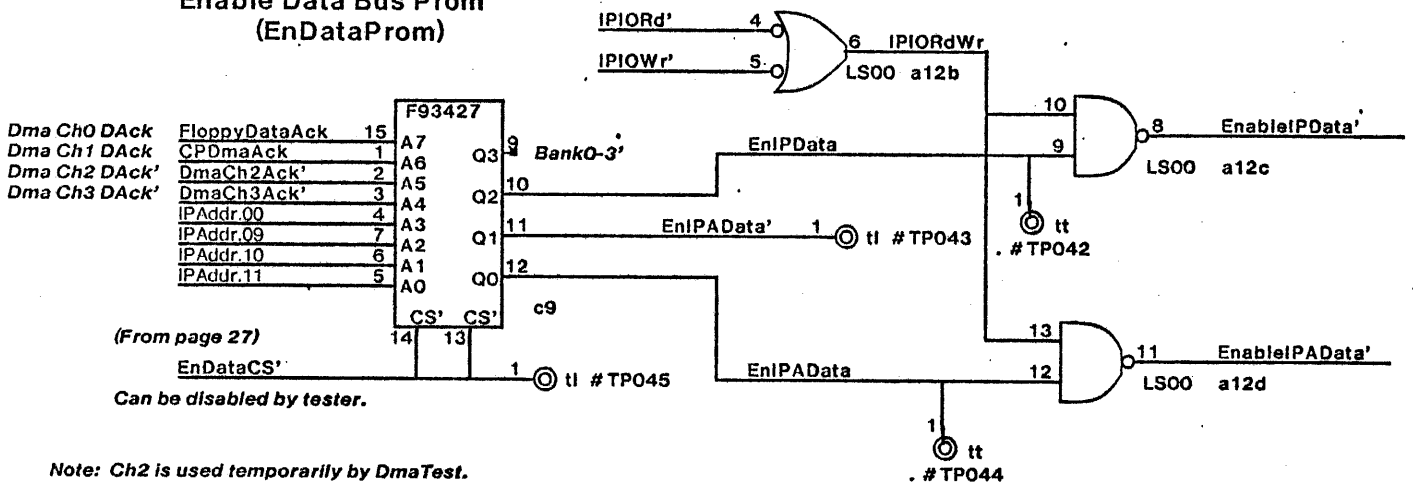 Enable Data Bus Prom
(EnDataProm)
IPIORd' 4
IPIOWr' 5
6 IPIORdWr
LS00 a12b
F93427
Dma Ch0 DAck FloppyDataAck 15 A7
Dma Ch1 DAck CPDmaAck 1 A6
Dma Ch2 DAck' DmaCh2Ack' 2 A5
Dma Ch3 DAck' DmaCh3Ack' 3 A4
IPAddr.00 4 A3
IPAddr.09 7 A2
IPAddr.10 6 A1
IPAddr.11 5 A0
Q3 9 Bank0-3'
Q2 10 EnIPData
Q1 11 EnIPAData' 1 tl #TP043
Q0 12
c9
CS' CS'
14 13
10
9
8 EnableIPData'
LS00 a12c
1 tt
. #TP042
(From page 27)
EnDataCS' 1 tl #TP045
Can be disabled by tester.
EnIPAData
13
12
11 EnableIPAData'
LS00 a12d
1 tt
. #TP044
Note: Ch2 is used temporarily by DmaTest.